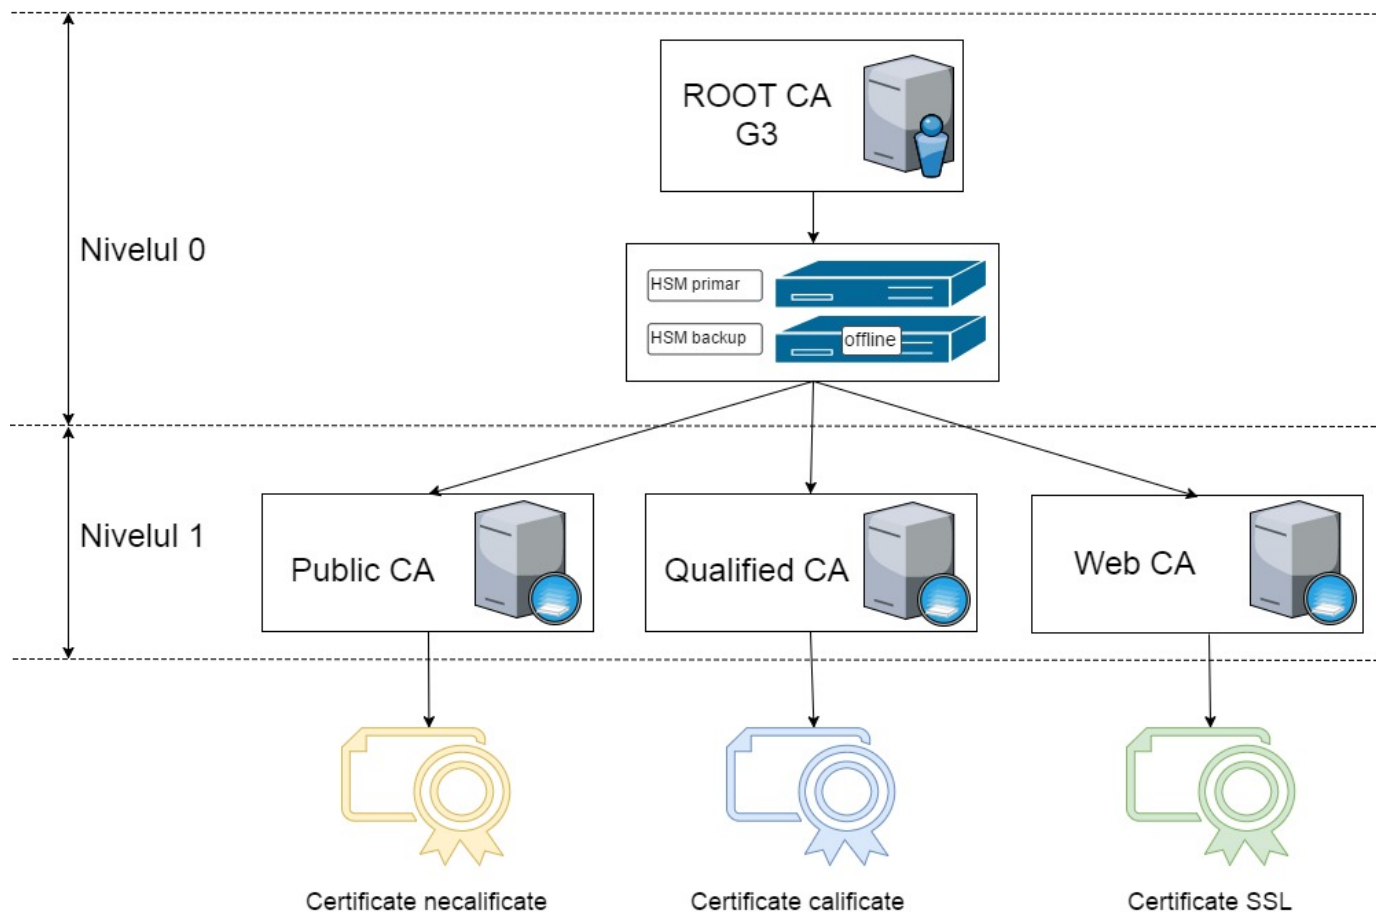 ROOT CA
G3
Nivelul 0
HSM primar
HSM backup
offline
Nivelul 1
Public CA
Qualified CA
Web CA
Certificate necalificate
Certificate calificate
Certificate SSL